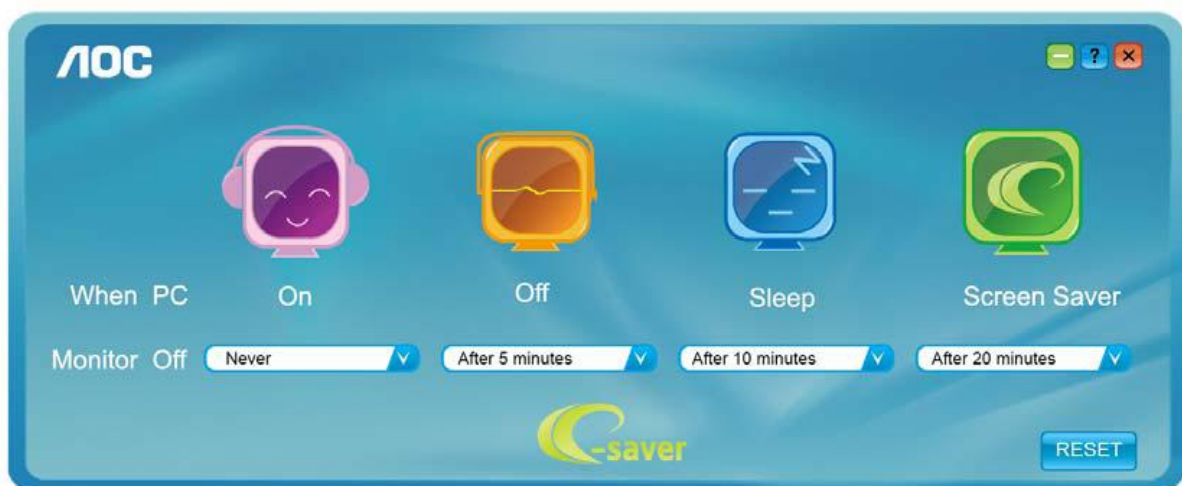 AOC
?
When PC On Off Sleep Screen Saver
Monitor Off Never After 5 minutes After 10 minutes After 20 minutes
e-saver
RESET